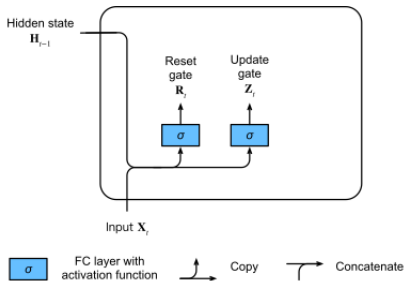 Hidden state
H_{t−1}
Reset
gate
R_t
Update
gate
Z_t
σ
σ
Input X_t
σ
FC layer with
activation function
Copy
Concatenate